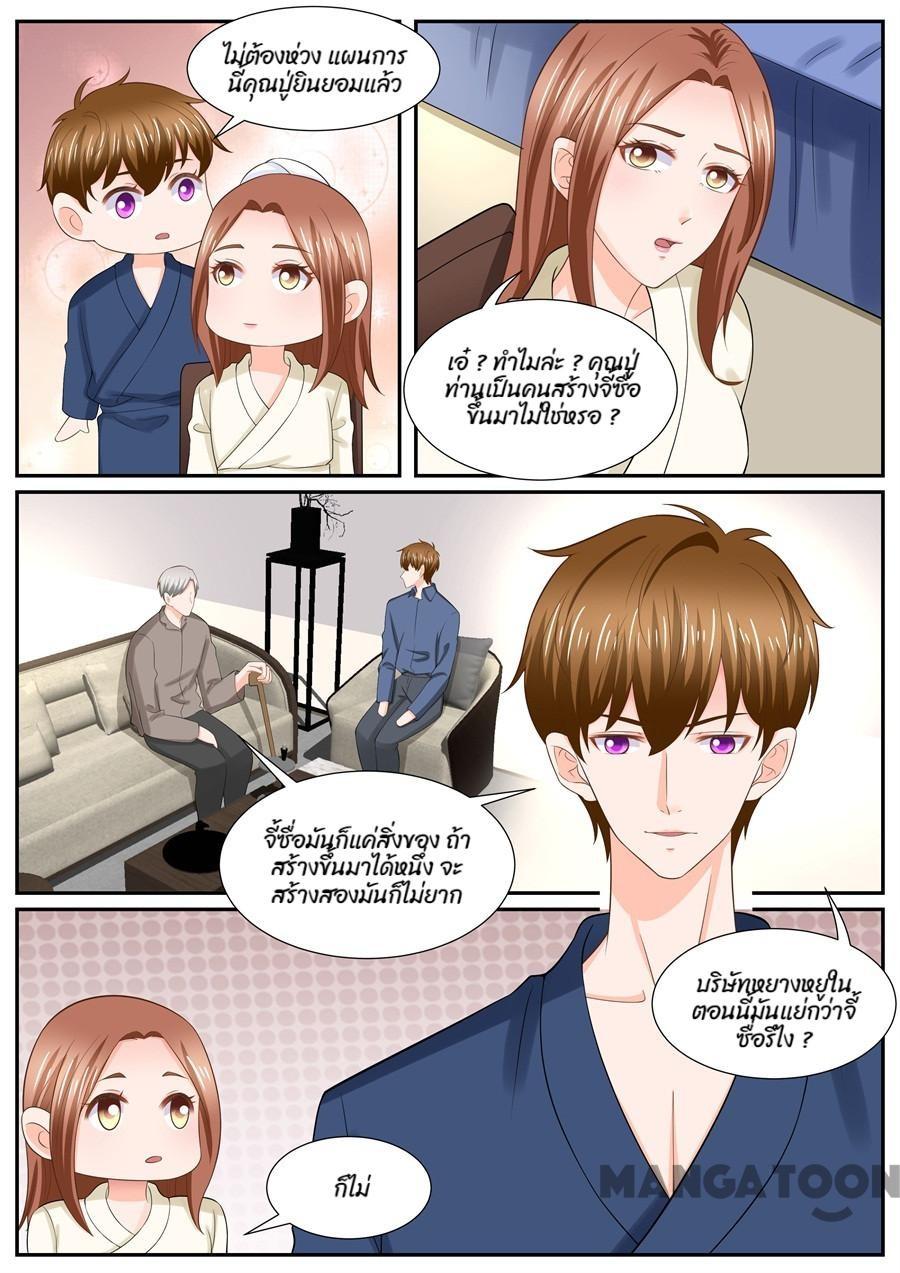 ไม่ต้องห่วง แผนการ
นี้คุณปู่ยินยอมแล้ว
เอ๋ ? ทำไมล่ะ ? คุณปู่
ท่านเป็นคนสร้างจี้ซื่อ
ขึ้นมาไม่ใช่หรอ ?
จี้ซื่อมันก็แค่สิ่งของ ถ้า
สร้างขึ้นมาได้หนึ่ง จะ
สร้างสองมันก็ไม่ยาก
บริษัทหยางหยูใน
ตอนนี้มันแย่กว่าจี้
ซื่อรึไง ?
ก็ไม่
MANGATOON